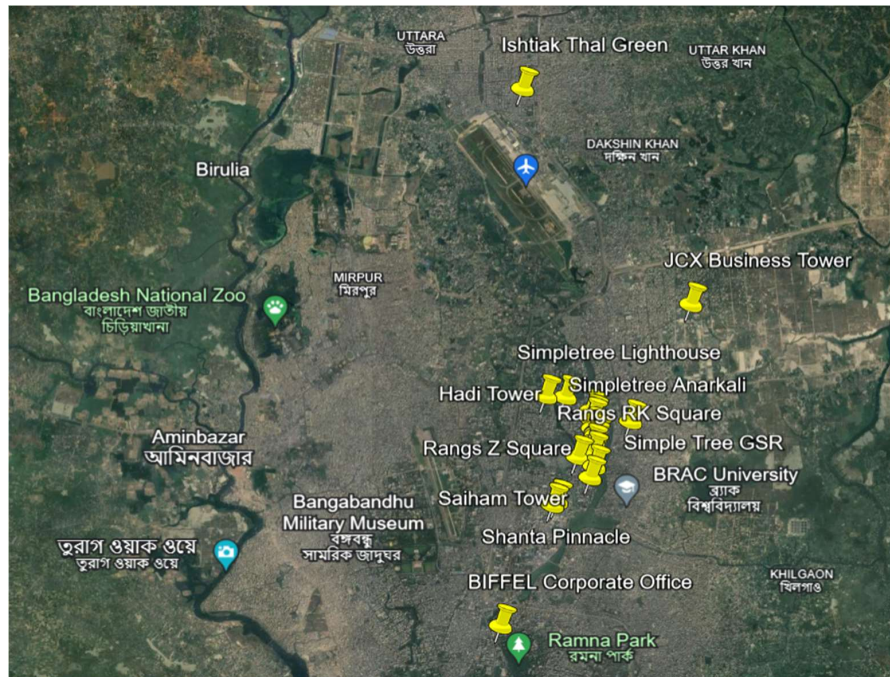 UTTARA
উত্তরা
Ishtiak Thal Green
UTTAR KHAN
উত্তর খান
DAKSHIN KHAN
দক্ষিন খান
Birulia
JCX Business Tower
MIRPUR
মিরপুর
Bangladesh National Zoo
বাংলাদেশ জাতীয়
চিড়িয়াখানা
Simpletree Lighthouse
Hadi Tower
Simpletree Anarkali
Rangs RK Square
Aminbazar
আমিনবাজার
Rangs Z Square
Simple Tree GSR
BRAC University
ব্র্যাক
বিশ্ববিদ্যালয়
Bangabandhu
Military Museum
বঙ্গবন্ধু
সামরিক জাদুঘর
Saiham Tower
Shanta Pinnacle
তুরাগ ওয়াক ওয়ে
তুরাগ ওয়াক ওয়ে
BIFFEL Corporate Office
KHILGAON
খিলগাও
Ramna Park
রমনা পার্ক